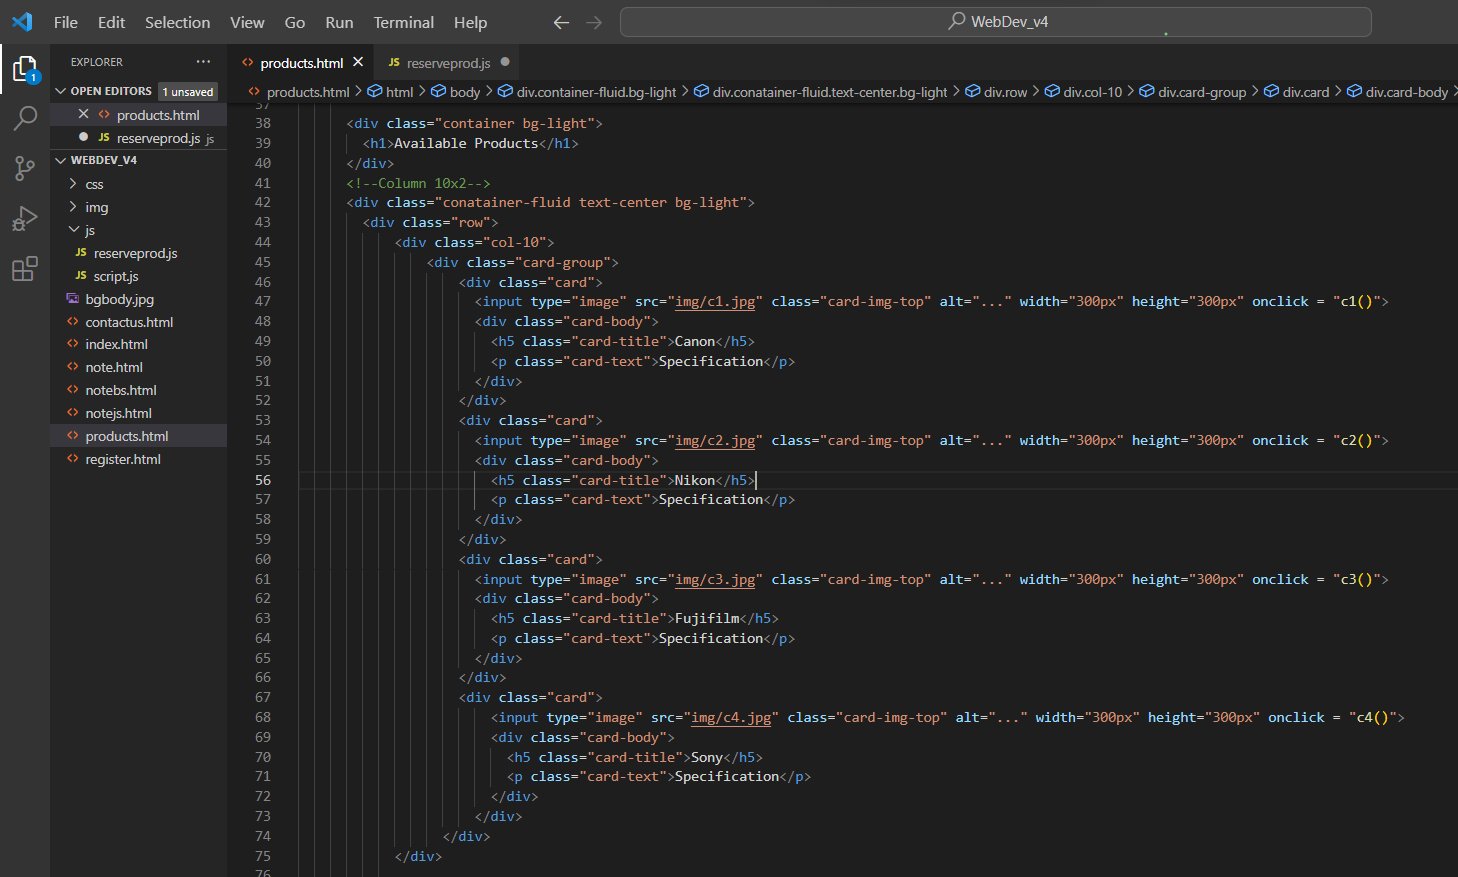 File Edit Selection View Go Run Terminal Help
WebDev_v4
1
EXPLORER ...
OPEN EDITORS 1 unsaved
products.html
JS reserveprod.js js
WEBDEV_V4
css
img
js
JS reserveprod.js
JS script.js
bgbody.jpg
contactus.html
index.html
note.html
notebs.html
notejs.html
products.html
register.html
products.html
JS reserveprod.js
products.html > html > body > div.container-fluid.bg-light > div.conatainer-fluid.text-center.bg-light > div.row > div.col-10 > div.card-group > div.card > div.card-body >
37
38 <div class="container bg-light">
39 <h1>Available Products</h1>
40 </div>
41 <!--Column 10x2-->
42 <div class="conatainer-fluid text-center bg-light">
43 <div class="row">
44 <div class="col-10">
45 <div class="card-group">
46 <div class="card">
47 <input type="image" src="img/c1.jpg" class="card-img-top" alt="..." width="300px" height="300px" onclick = "c1()">
48 <div class="card-body">
49 <h5 class="card-title">Canon</h5>
50 <p class="card-text">Specification</p>
51 </div>
52 </div>
53 <div class="card">
54 <input type="image" src="img/c2.jpg" class="card-img-top" alt="..." width="300px" height="300px" onclick = "c2()">
55 <div class="card-body">
56 <h5 class="card-title">Nikon</h5>
57 <p class="card-text">Specification</p>
58 </div>
59 </div>
60 <div class="card">
61 <input type="image" src="img/c3.jpg" class="card-img-top" alt="..." width="300px" height="300px" onclick = "c3()">
62 <div class="card-body">
63 <h5 class="card-title">Fujifilm</h5>
64 <p class="card-text">Specification</p>
65 </div>
66 </div>
67 <div class="card">
68 <input type="image" src="img/c4.jpg" class="card-img-top" alt="..." width="300px" height="300px" onclick = "c4()">
69 <div class="card-body">
70 <h5 class="card-title">Sony</h5>
71 <p class="card-text">Specification</p>
72 </div>
73 </div>
74 </div>
75 </div>
76